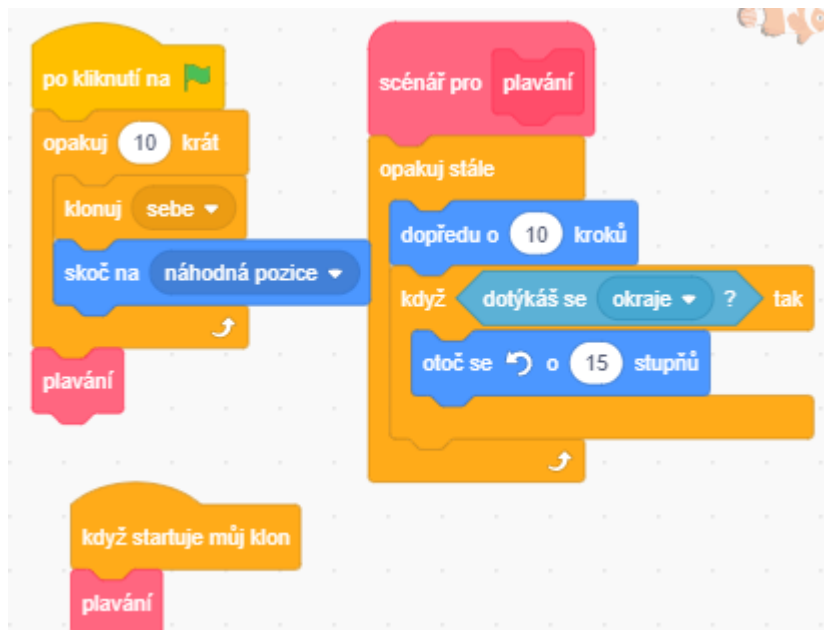 po kliknutí na
opakuj 10 krát
klonuj sebe
skoč na náhodná pozice
plavání
když startuje můj klon
plavání
scénář pro plavání
opakuj stále
dopředu o 10 kroků
když dotýkáš se okraje ? tak
otoč se o 15 stupňů